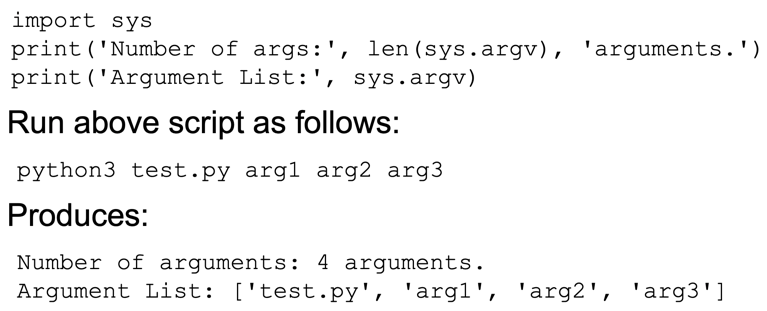 import sys
print('Number of args:', len(sys.argv), 'arguments.')
print('Argument List:', sys.argv)
Run above script as follows:
python3 test.py arg1 arg2 arg3
Produces:
Number of arguments: 4 arguments.
Argument List: ['test.py', 'arg1', 'arg2', 'arg3']